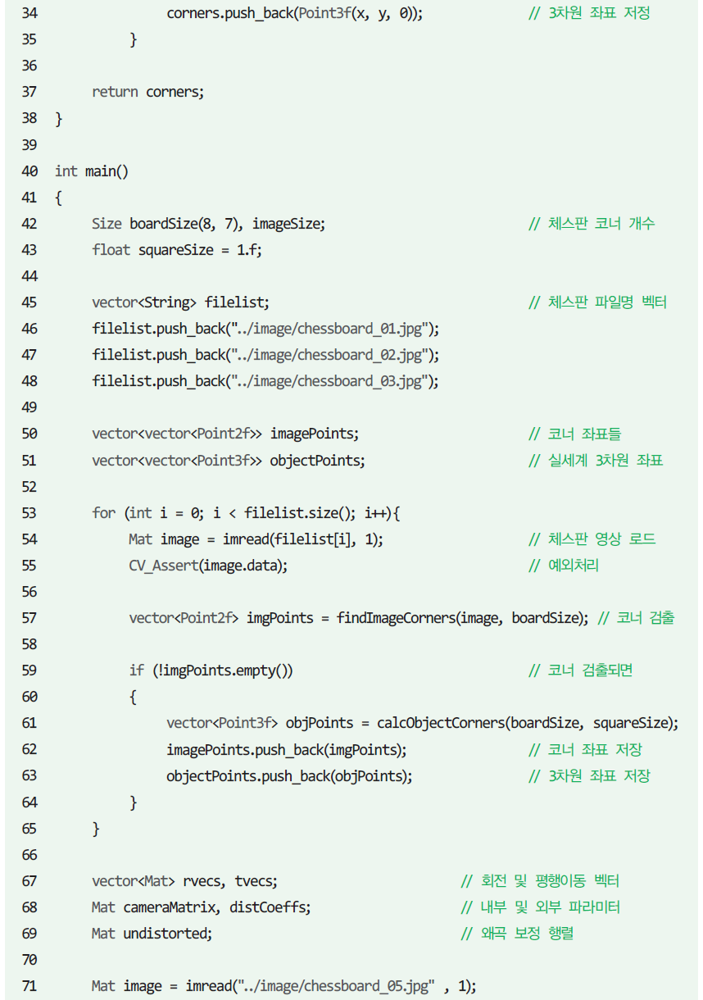 34 corners.push_back(Point3f(x, y, 0)); // 3차원 좌표 저정
35 }
36
37 return corners;
38 }
39
40 int main()
41 {
42 Size boardSize(8, 7), imageSize; // 체스판 코너 개수
43 float squareSize = 1.f;
44
45 vector<String> filelist; // 체스판 파일명 벡터
46 filelist.push_back("../image/chessboard_01.jpg");
47 filelist.push_back("../image/chessboard_02.jpg");
48 filelist.push_back("../image/chessboard_03.jpg");
49
50 vector<vector<Point2f>> imagePoints; // 코너 좌표들
51 vector<vector<Point3f>> objectPoints; // 실세계 3차원 좌표
52
53 for (int i = 0; i < filelist.size(); i++){
54 Mat image = imread(filelist[i], 1); // 체스판 영상 로드
55 CV_Assert(image.data); // 예외처리
56
57 vector<Point2f> imgPoints = findImageCorners(image, boardSize); // 코너 검출
58
59 if (!imgPoints.empty()) // 코너 검출되면
60 {
61 vector<Point3f> objPoints = calcObjectCorners(boardSize, squareSize);
62 imagePoints.push_back(imgPoints); // 코너 좌표 저장
63 objectPoints.push_back(objPoints); // 3차원 좌표 저장
64 }
65 }
66
67 vector<Mat> rvecs, tvecs; // 회전 및 평행이동 벡터
68 Mat cameraMatrix, distCoeffs; // 내부 및 외부 파라미터
69 Mat undistorted; // 왜곡 보정 행렬
70
71 Mat image = imread("../image/chessboard_05.jpg" , 1);